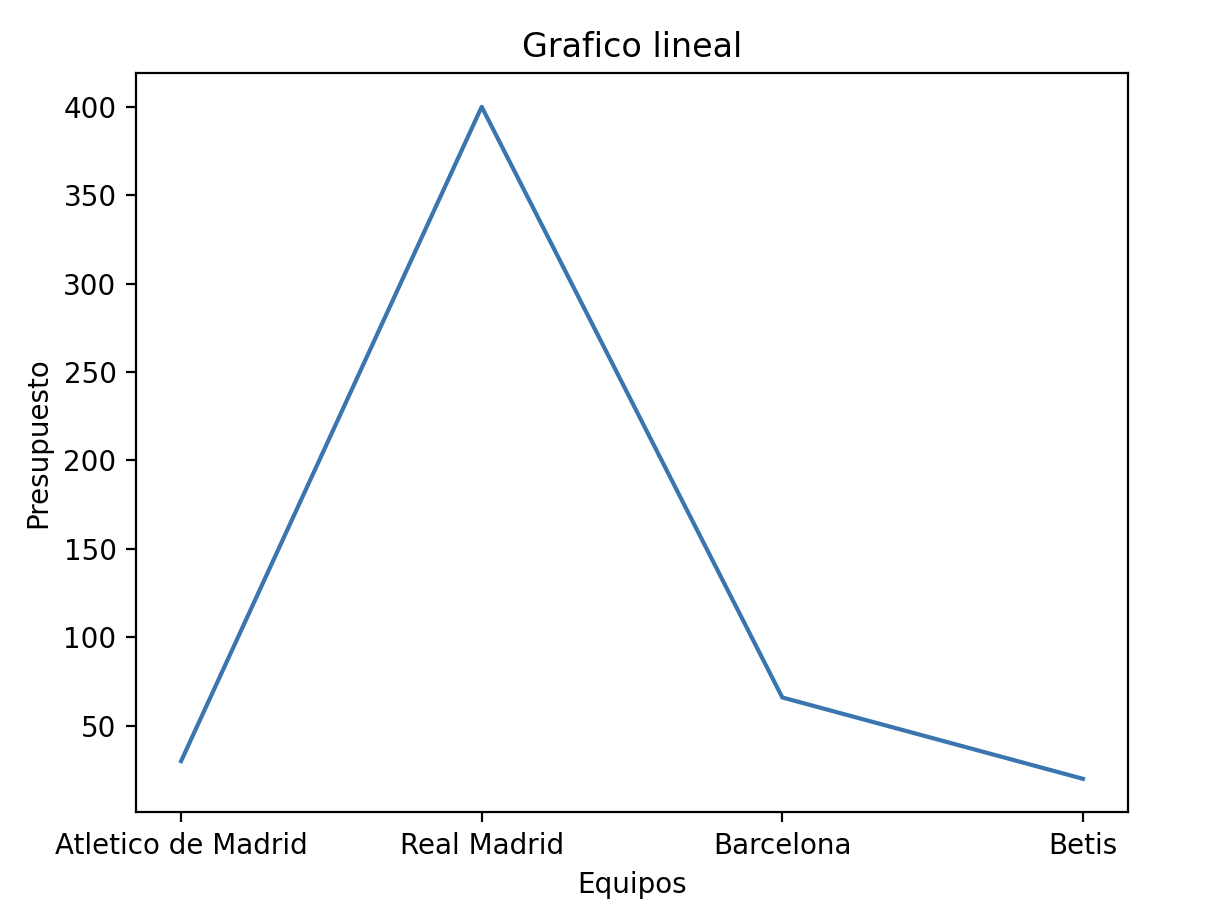 Grafico lineal
400
350
300
250
200
150
100
50
Presupuesto
Atletico de Madrid
Real Madrid
Barcelona
Betis
Equipos